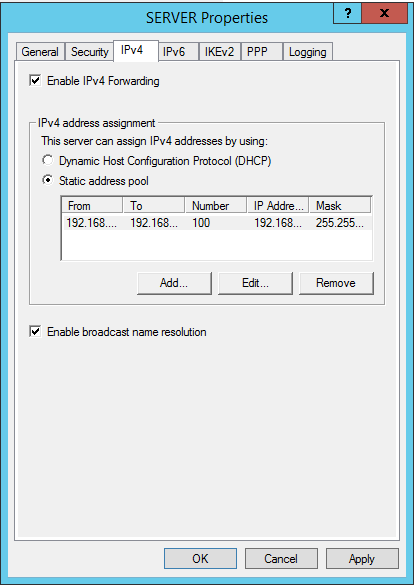 SERVER Properties
? x
General Security IPv4 IPv6 IKEv2 PPP Logging
Enable IPv4 Forwarding
IPv4 address assignment
This server can assign IPv4 addresses by using:
Dynamic Host Configuration Protocol (DHCP)
Static address pool
From To Number IP Addre... Mask
192.168.... 192.168.... 100 192.168... 255.255...
Add... Edit... Remove
Enable broadcast name resolution
OK Cancel Apply